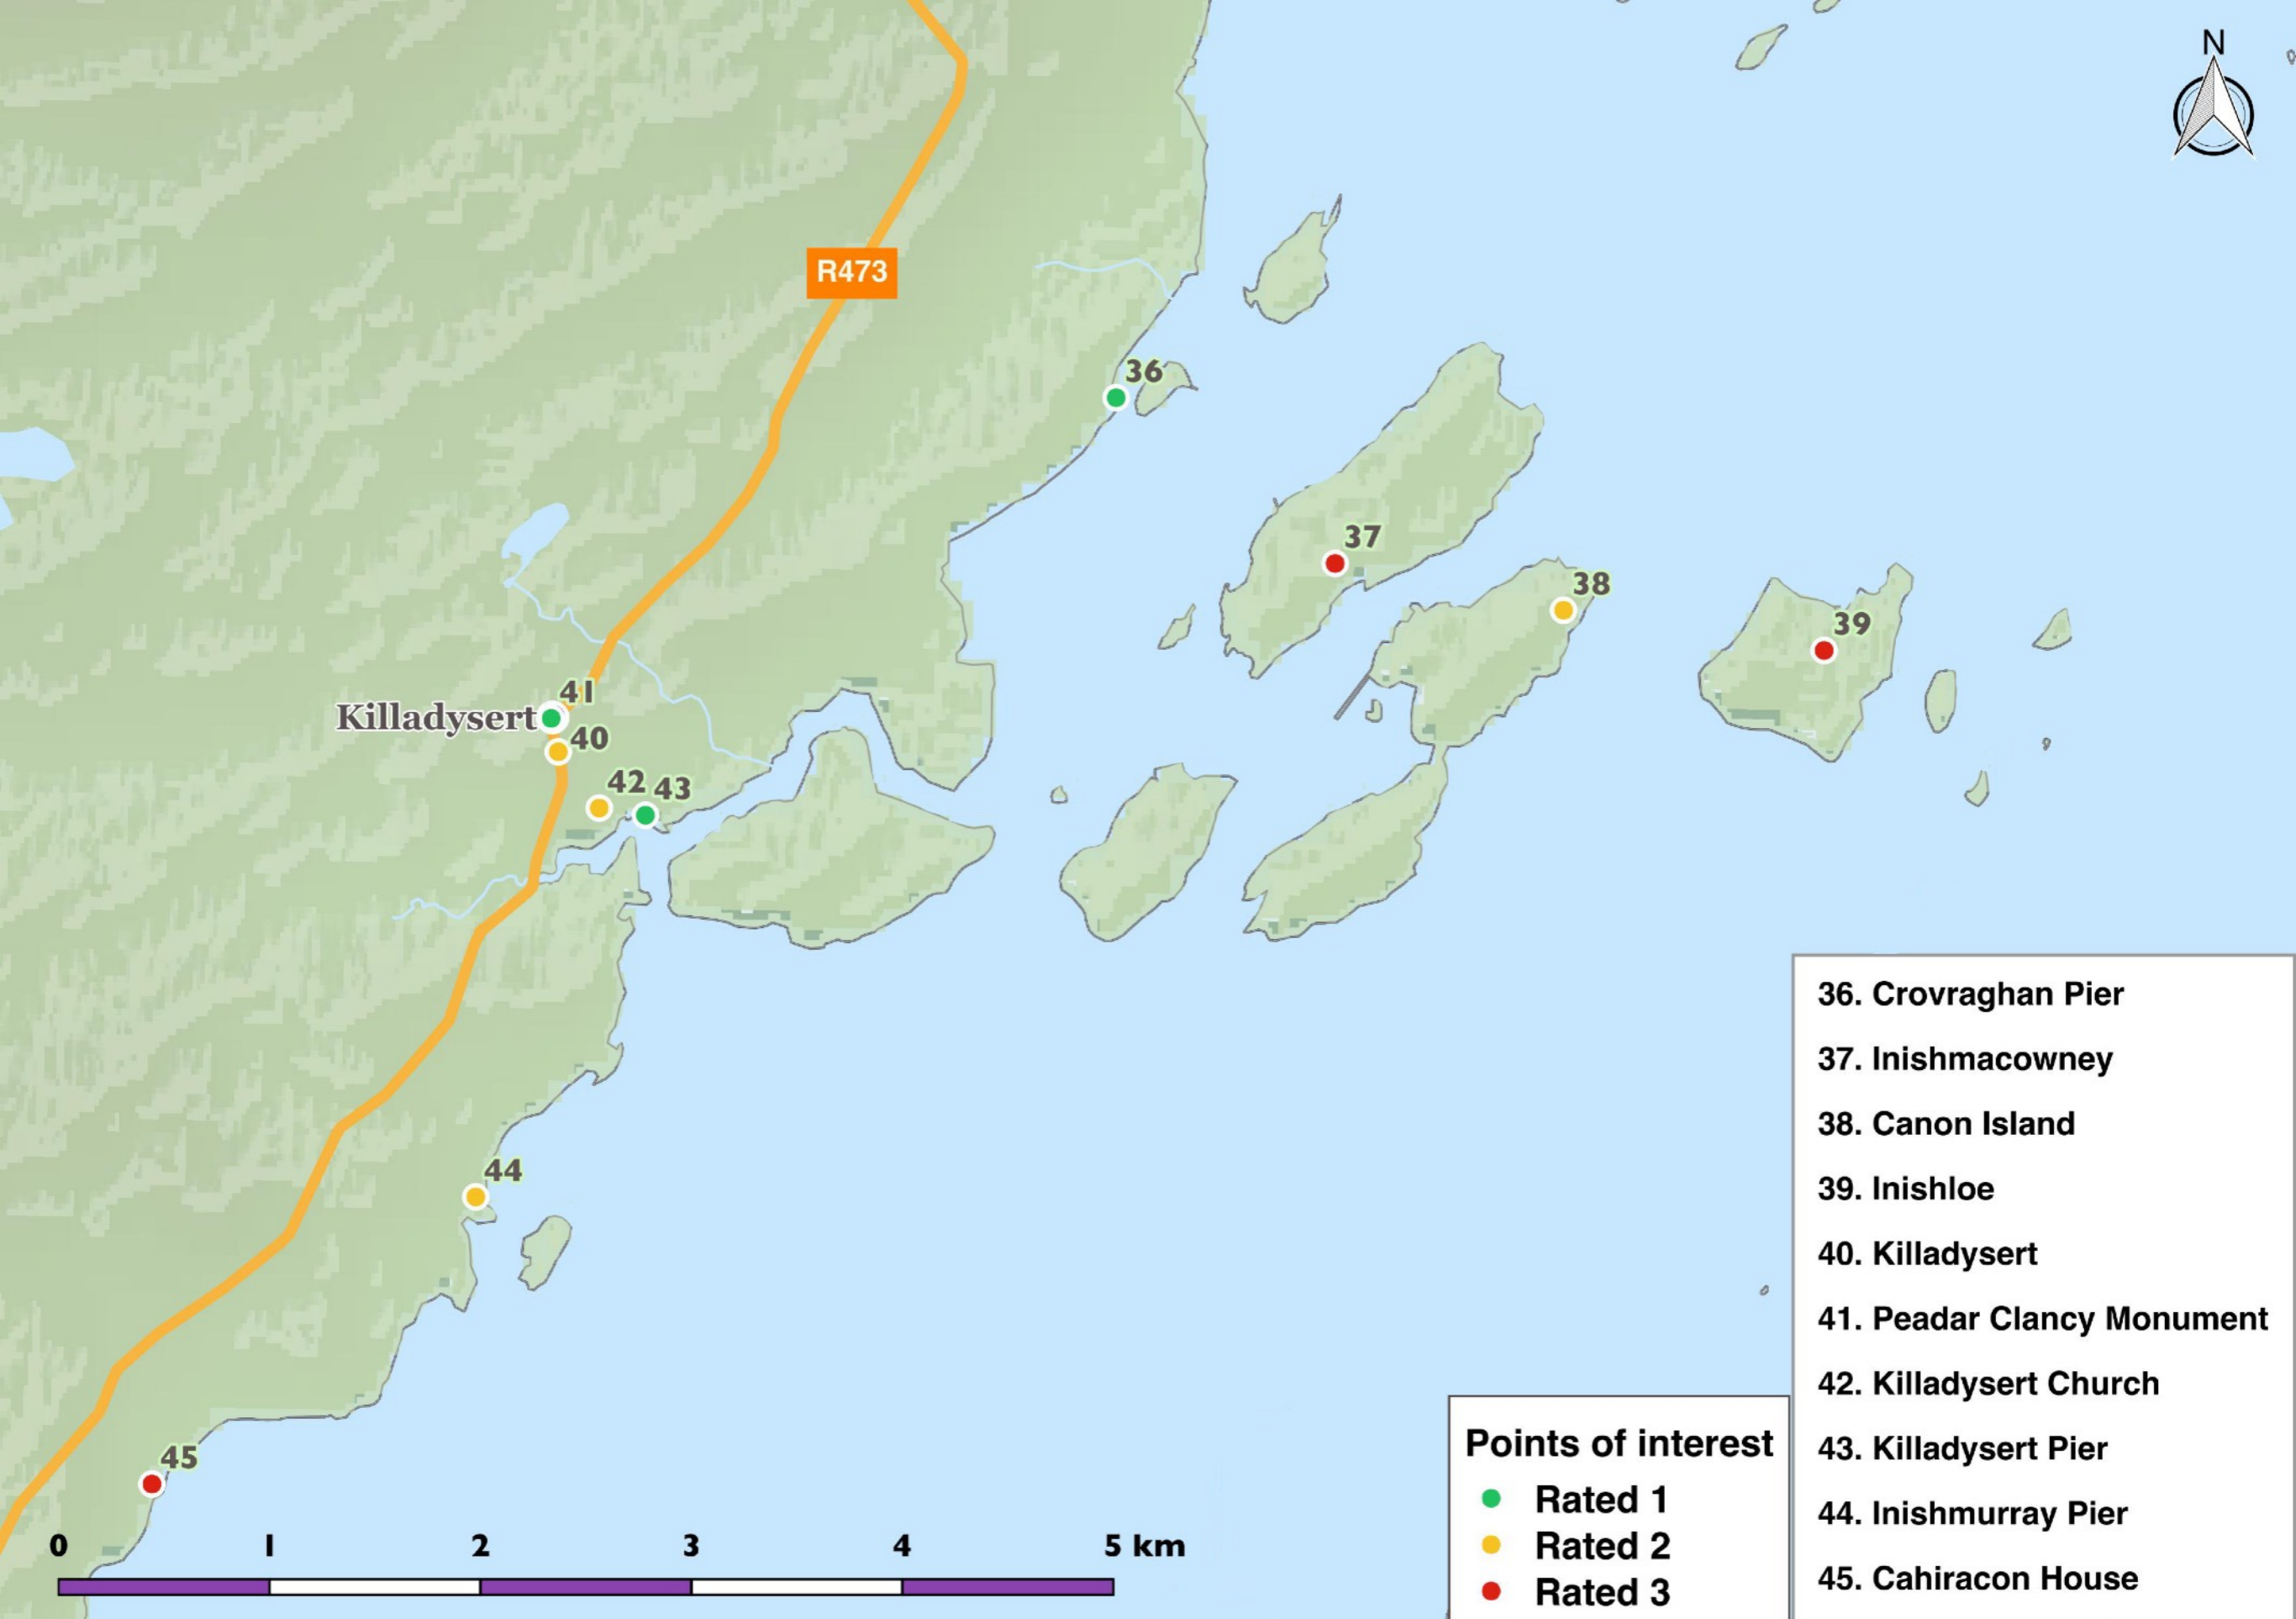 N
R473
36
37
38
39
41
Killadysert
40
42 43
44
45
0 1 2 3 4 5 km
Points of interest
Rated 1
Rated 2
Rated 3
36. Crovraghan Pier
37. Inishmacowney
38. Canon Island
39. Inishloe
40. Killadysert
41. Peadar Clancy Monument
42. Killadysert Church
43. Killadysert Pier
44. Inishmurray Pier
45. Cahiracon House